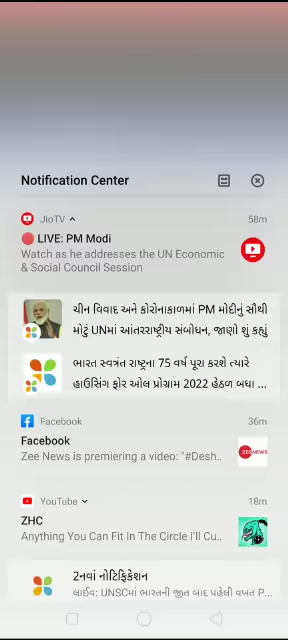 Notification Center
JioTV 58m
🔴 LIVE: PM Modi
Watch as he addresses the UN Economic
& Social Council Session
ચીન વિવાદ અને કોરોનાકાળમાં PM મોદીનું સૌથી
મોટું UNમાં આંતરરાષ્ટ્રીય સંબોધન, જાણો શું કહ્યું
ભારત સ્વતંત્ર રાષ્ટ્રના 75 વર્ષ પૂરા કરશે ત્યારે
હાઉસિંગ ફોર ઓલ પ્રોગ્રામ 2022 હેઠળ બધા ...
Facebook 36m
Facebook
Zee News is premiering a video: "#Desh..
ZEE NEWS
YouTube 18m
ZHC
Anything You Can Fit In The Circle I'll Cu..
2નવાં નોટિફિકેશન
લાઈવ: UNSCમાં ભારતની જીત બાદ પહેલી વખત P...